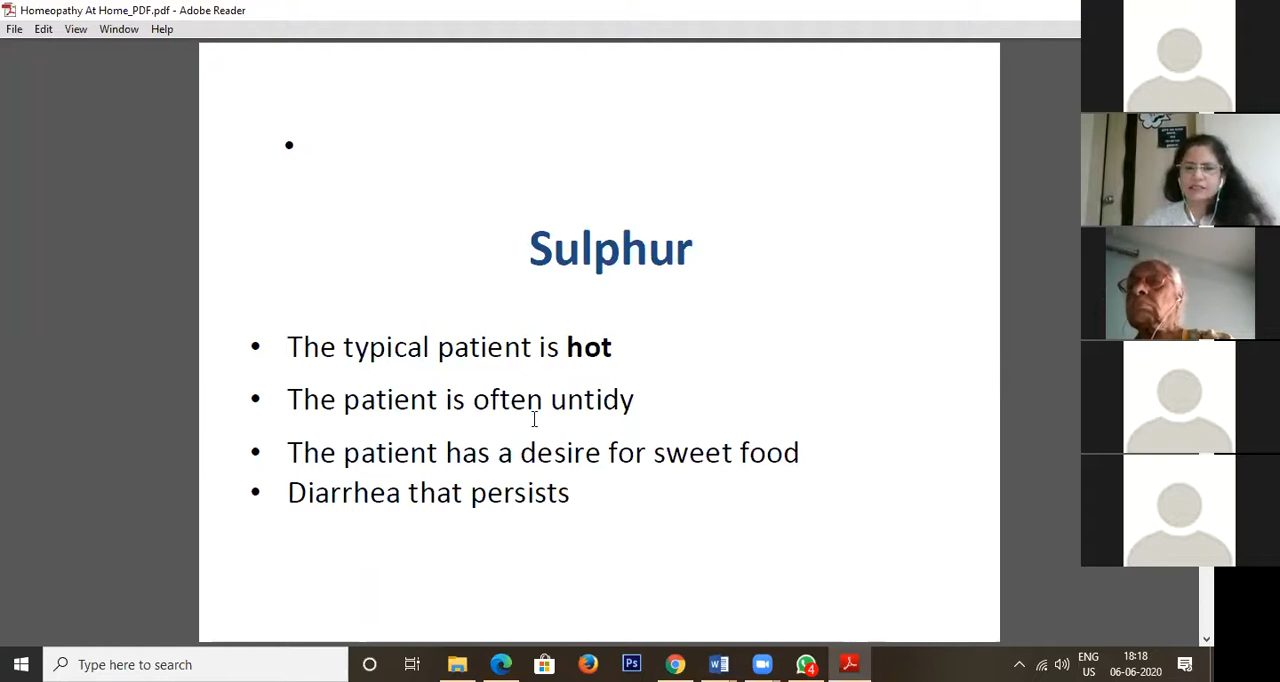 Homeopathy At Home_PDF.pdf - Adobe Reader
File Edit View Window Help
•
Sulphur
• The typical patient is hot
• The patient is often untidy
• The patient has a desire for sweet food
• Diarrhea that persists
Type here to search
Ps
W
4
ENG
US
18:18
06-06-2020